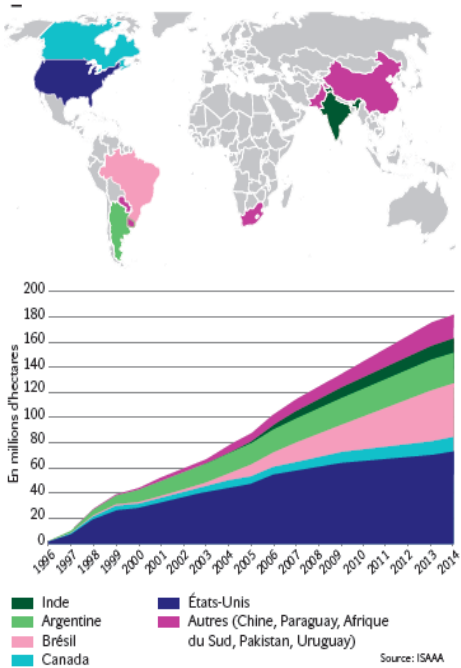 En millions d'hectares
200
180
160
140
120
100
80
60
40
20
0
1996 1997 1998 1999 2000 2001 2002 2003 2004 2005 2006 2007 2008 2009 2010 2011 2012 2013 2014
Inde
Argentine
Brésil
Canada
États-Unis
Autres (Chine, Paraguay, Afrique
du Sud, Pakistan, Uruguay)
Source: ISAAA